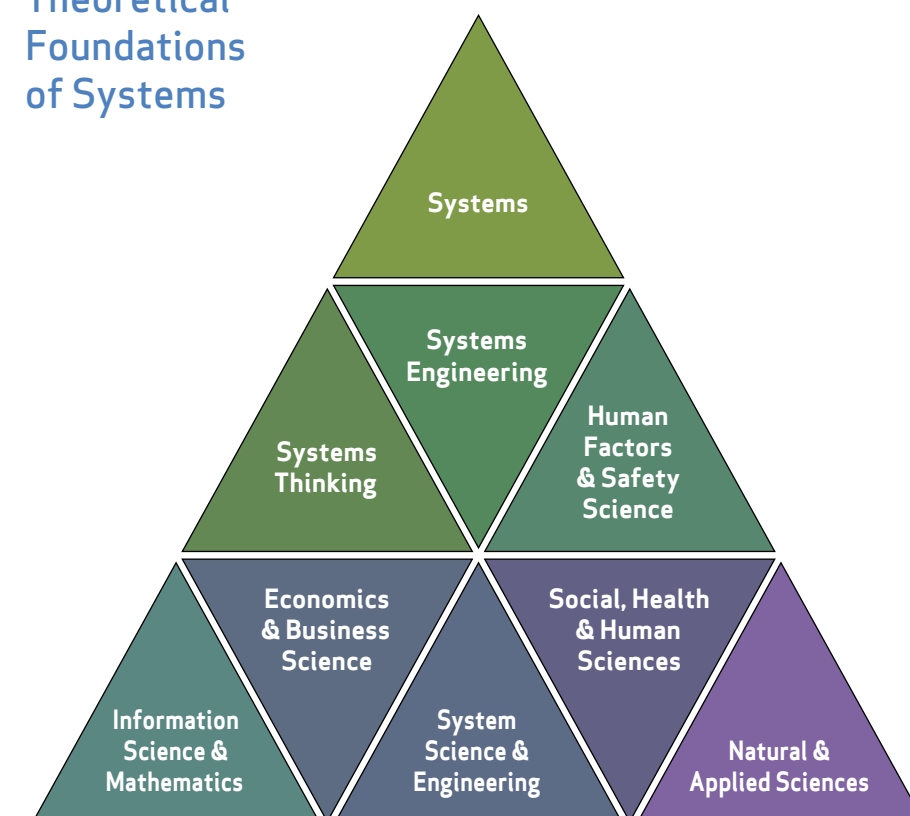 Theoretical
Foundations
of Systems
Systems
Systems
Engineering
Systems
Thinking
Human
Factors
& Safety
Science
Economics
& Business
Science
Social, Health
& Human
Sciences
Information
Science &
Mathematics
System
Science &
Engineering
Natural &
Applied Sciences